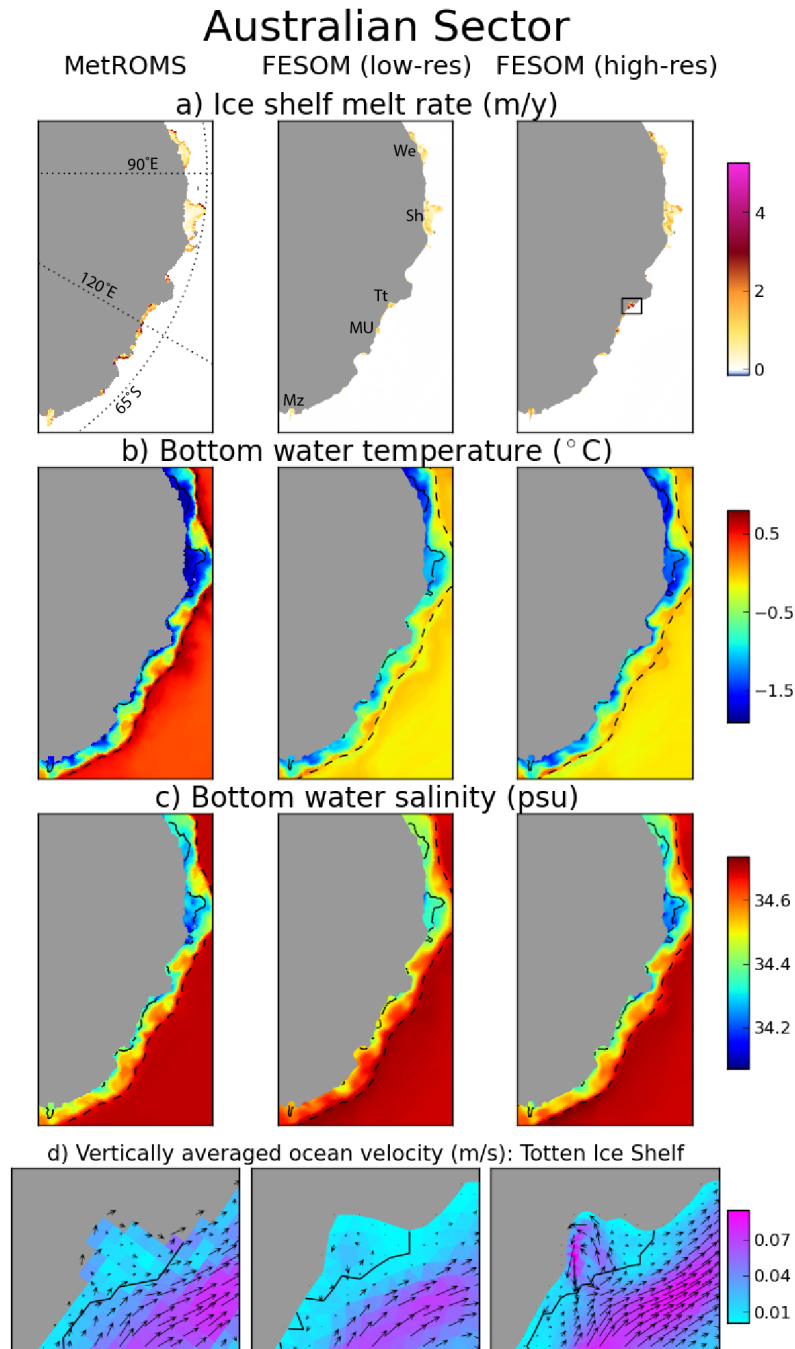 Australian Sector
MetROMS FESOM (low-res) FESOM (high-res)
a) Ice shelf melt rate (m/y)
90°E
120°E
65°S
We
Sh
Tt
MU
Mz
4
2
0
b) Bottom water temperature (°C)
0.5
−0.5
−1.5
c) Bottom water salinity (psu)
34.6
34.4
34.2
d) Vertically averaged ocean velocity (m/s): Totten Ice Shelf
0.07
0.04
0.01